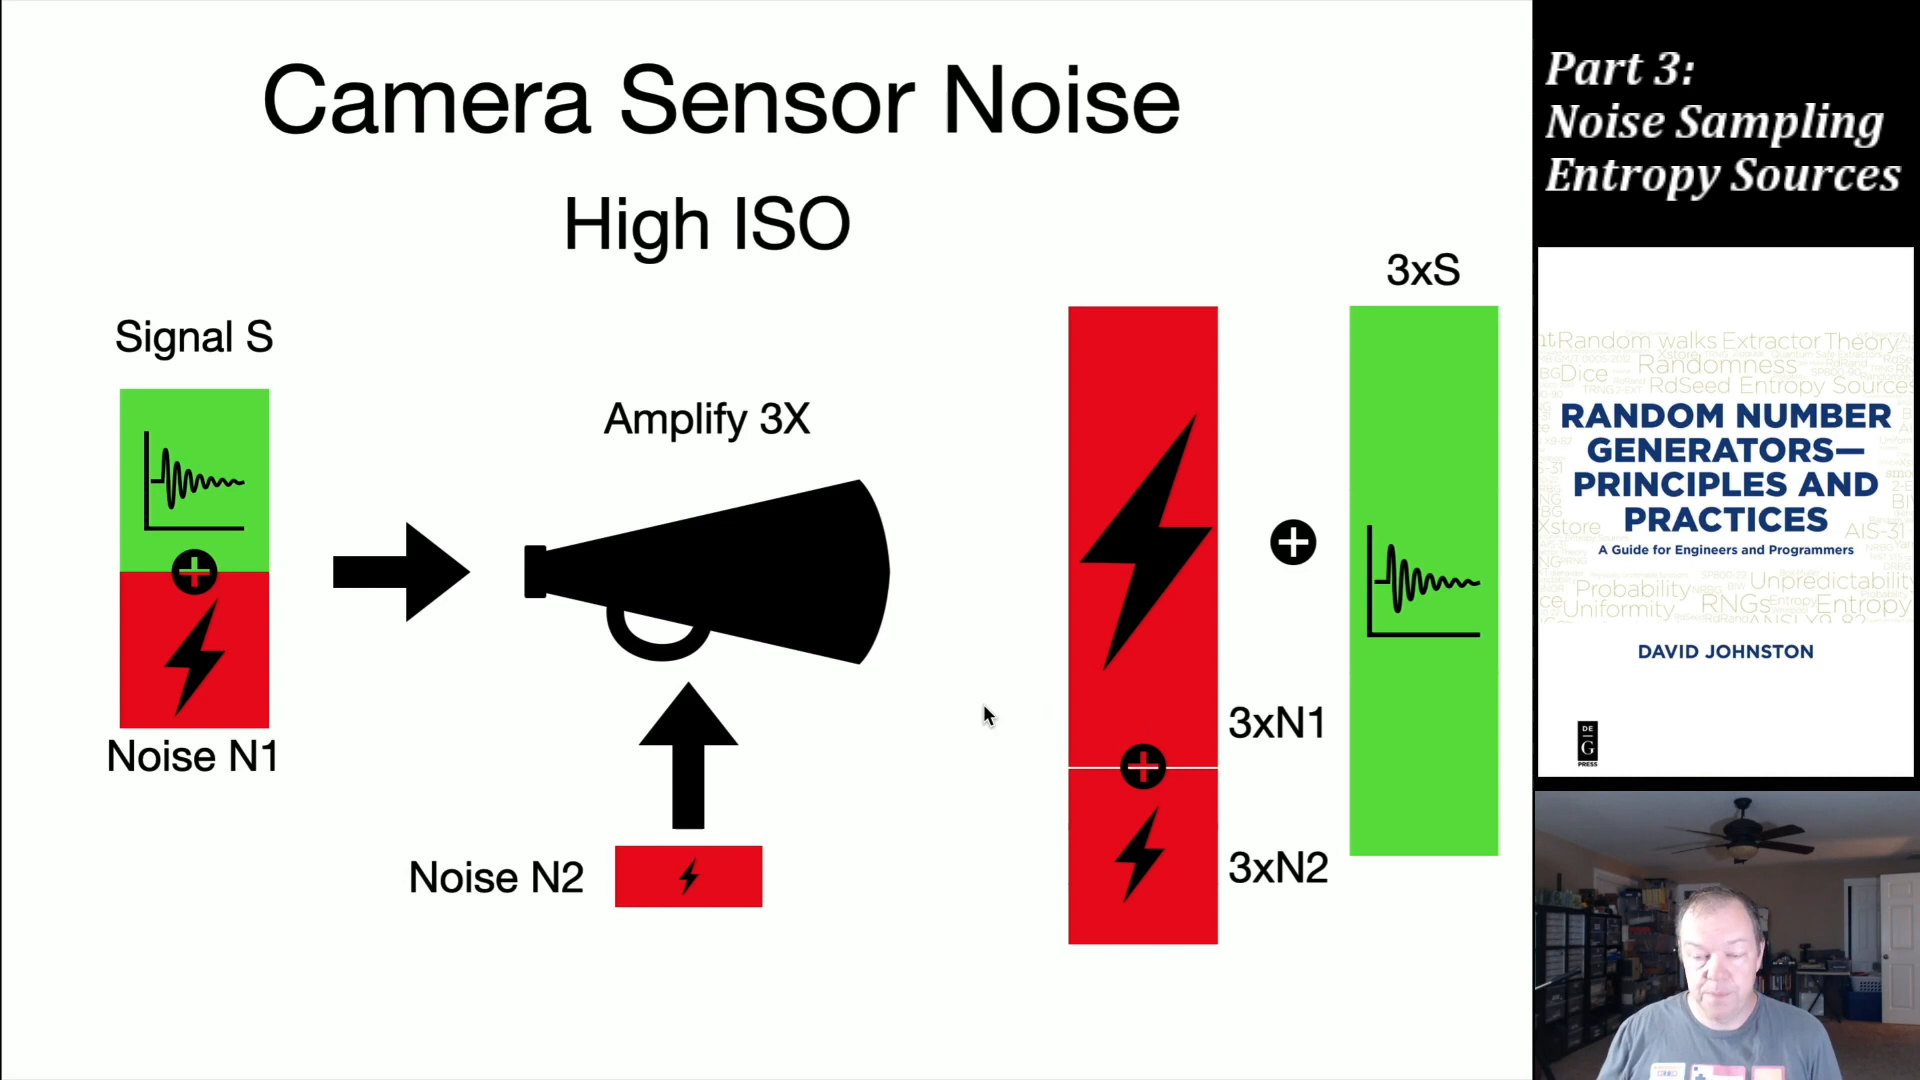 Camera Sensor Noise
High ISO
Signal S
Noise N1
Amplify 3X
Noise N2
3xN1
3xN2
3xS
Part 3:
Noise Sampling
Entropy Sources
Random walks Extractor Theory
Randomness
Dice
RdSeed Entropy Sources
RANDOM NUMBER
GENERATORS—
PRINCIPLES AND
PRACTICES
Xstore
AIS-31
A Guide for Engineers and Programmers
Unpredictability
Probability
Uniformity
RNGs
Entropy
DAVID JOHNSTON
DE
G
PRESS